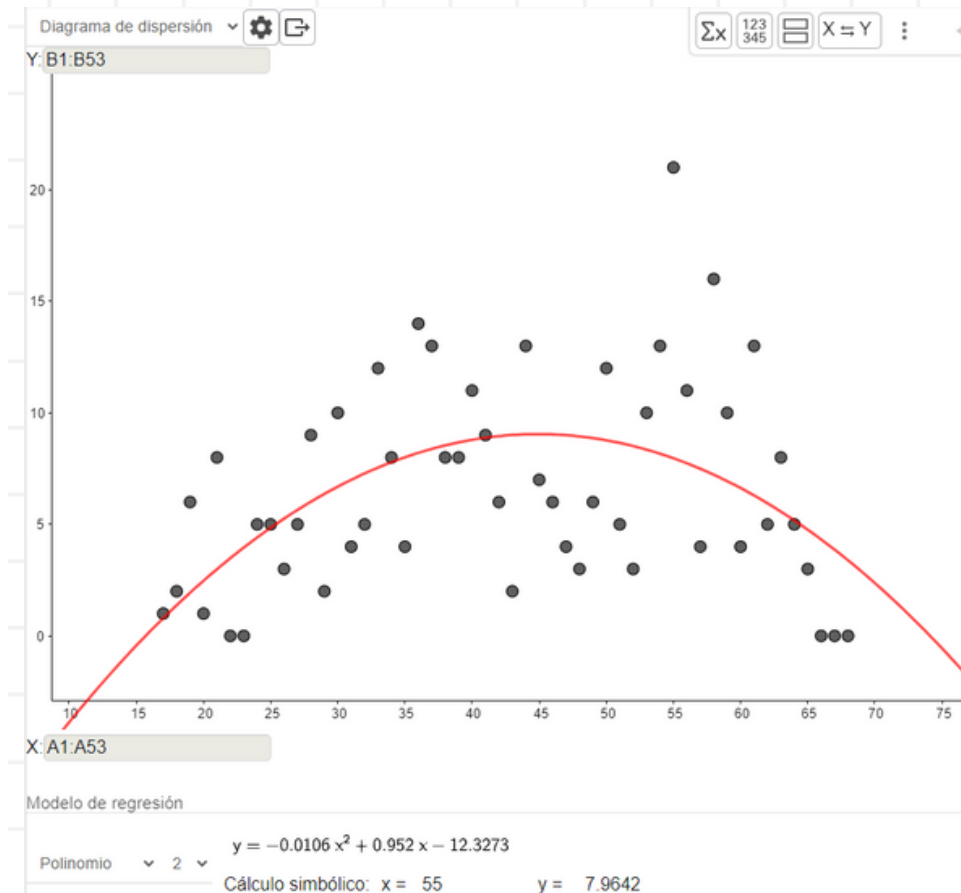 Diagrama de dispersión
Σx 123 345 X ⇆ Y
Y: B1:B53
20
15
10
5
0
10 15 20 25 30 35 40 45 50 55 60 65 70 75
X: A1:A53
Modelo de regresión
y = −0.0106 x² + 0.952 x − 12.3273
Polinomio 2
Cálculo simbólico: x = 55 y = 7.9642